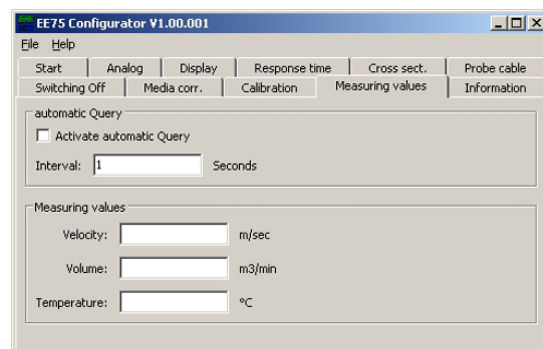 EE75 Configurator V1.00.001
File Help
Start Analog Display Response time Cross sect. Probe cable
Switching Off Media corr. Calibration Measuring values Information
automatic Query
Activate automatic Query
Interval: 1 Seconds
Measuring values
Velocity: m/sec
Volume: m3/min
Temperature: °C